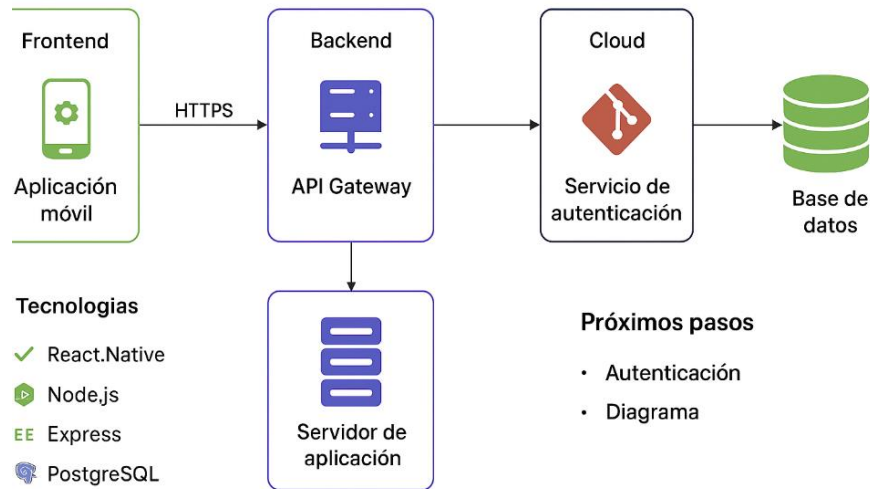 Frontend
Aplicación
móvil
HTTPS
Backend
API Gateway
Cloud
Servicio de
autenticación
Base de
datos
Servidor de
aplicación
Tecnologias
React.Native
Node.js
EE Express
PostgreSQL
Próximos pasos
• Autenticación
• Diagrama